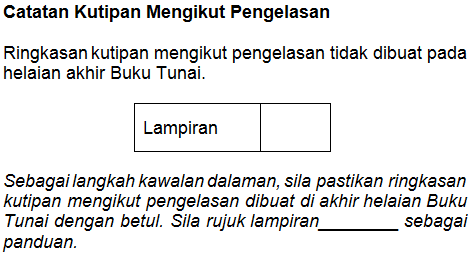 Catatan Kutipan Mengikut Pengelasan
Ringkasan kutipan mengikut pengelasan tidak dibuat pada
helaian akhir Buku Tunai.
Lampiran
Sebagai langkah kawalan dalaman, sila pastikan ringkasan
kutipan mengikut pengelasan dibuat di akhir helaian Buku
Tunai dengan betul. Sila rujuk lampiran________ sebagai
panduan.